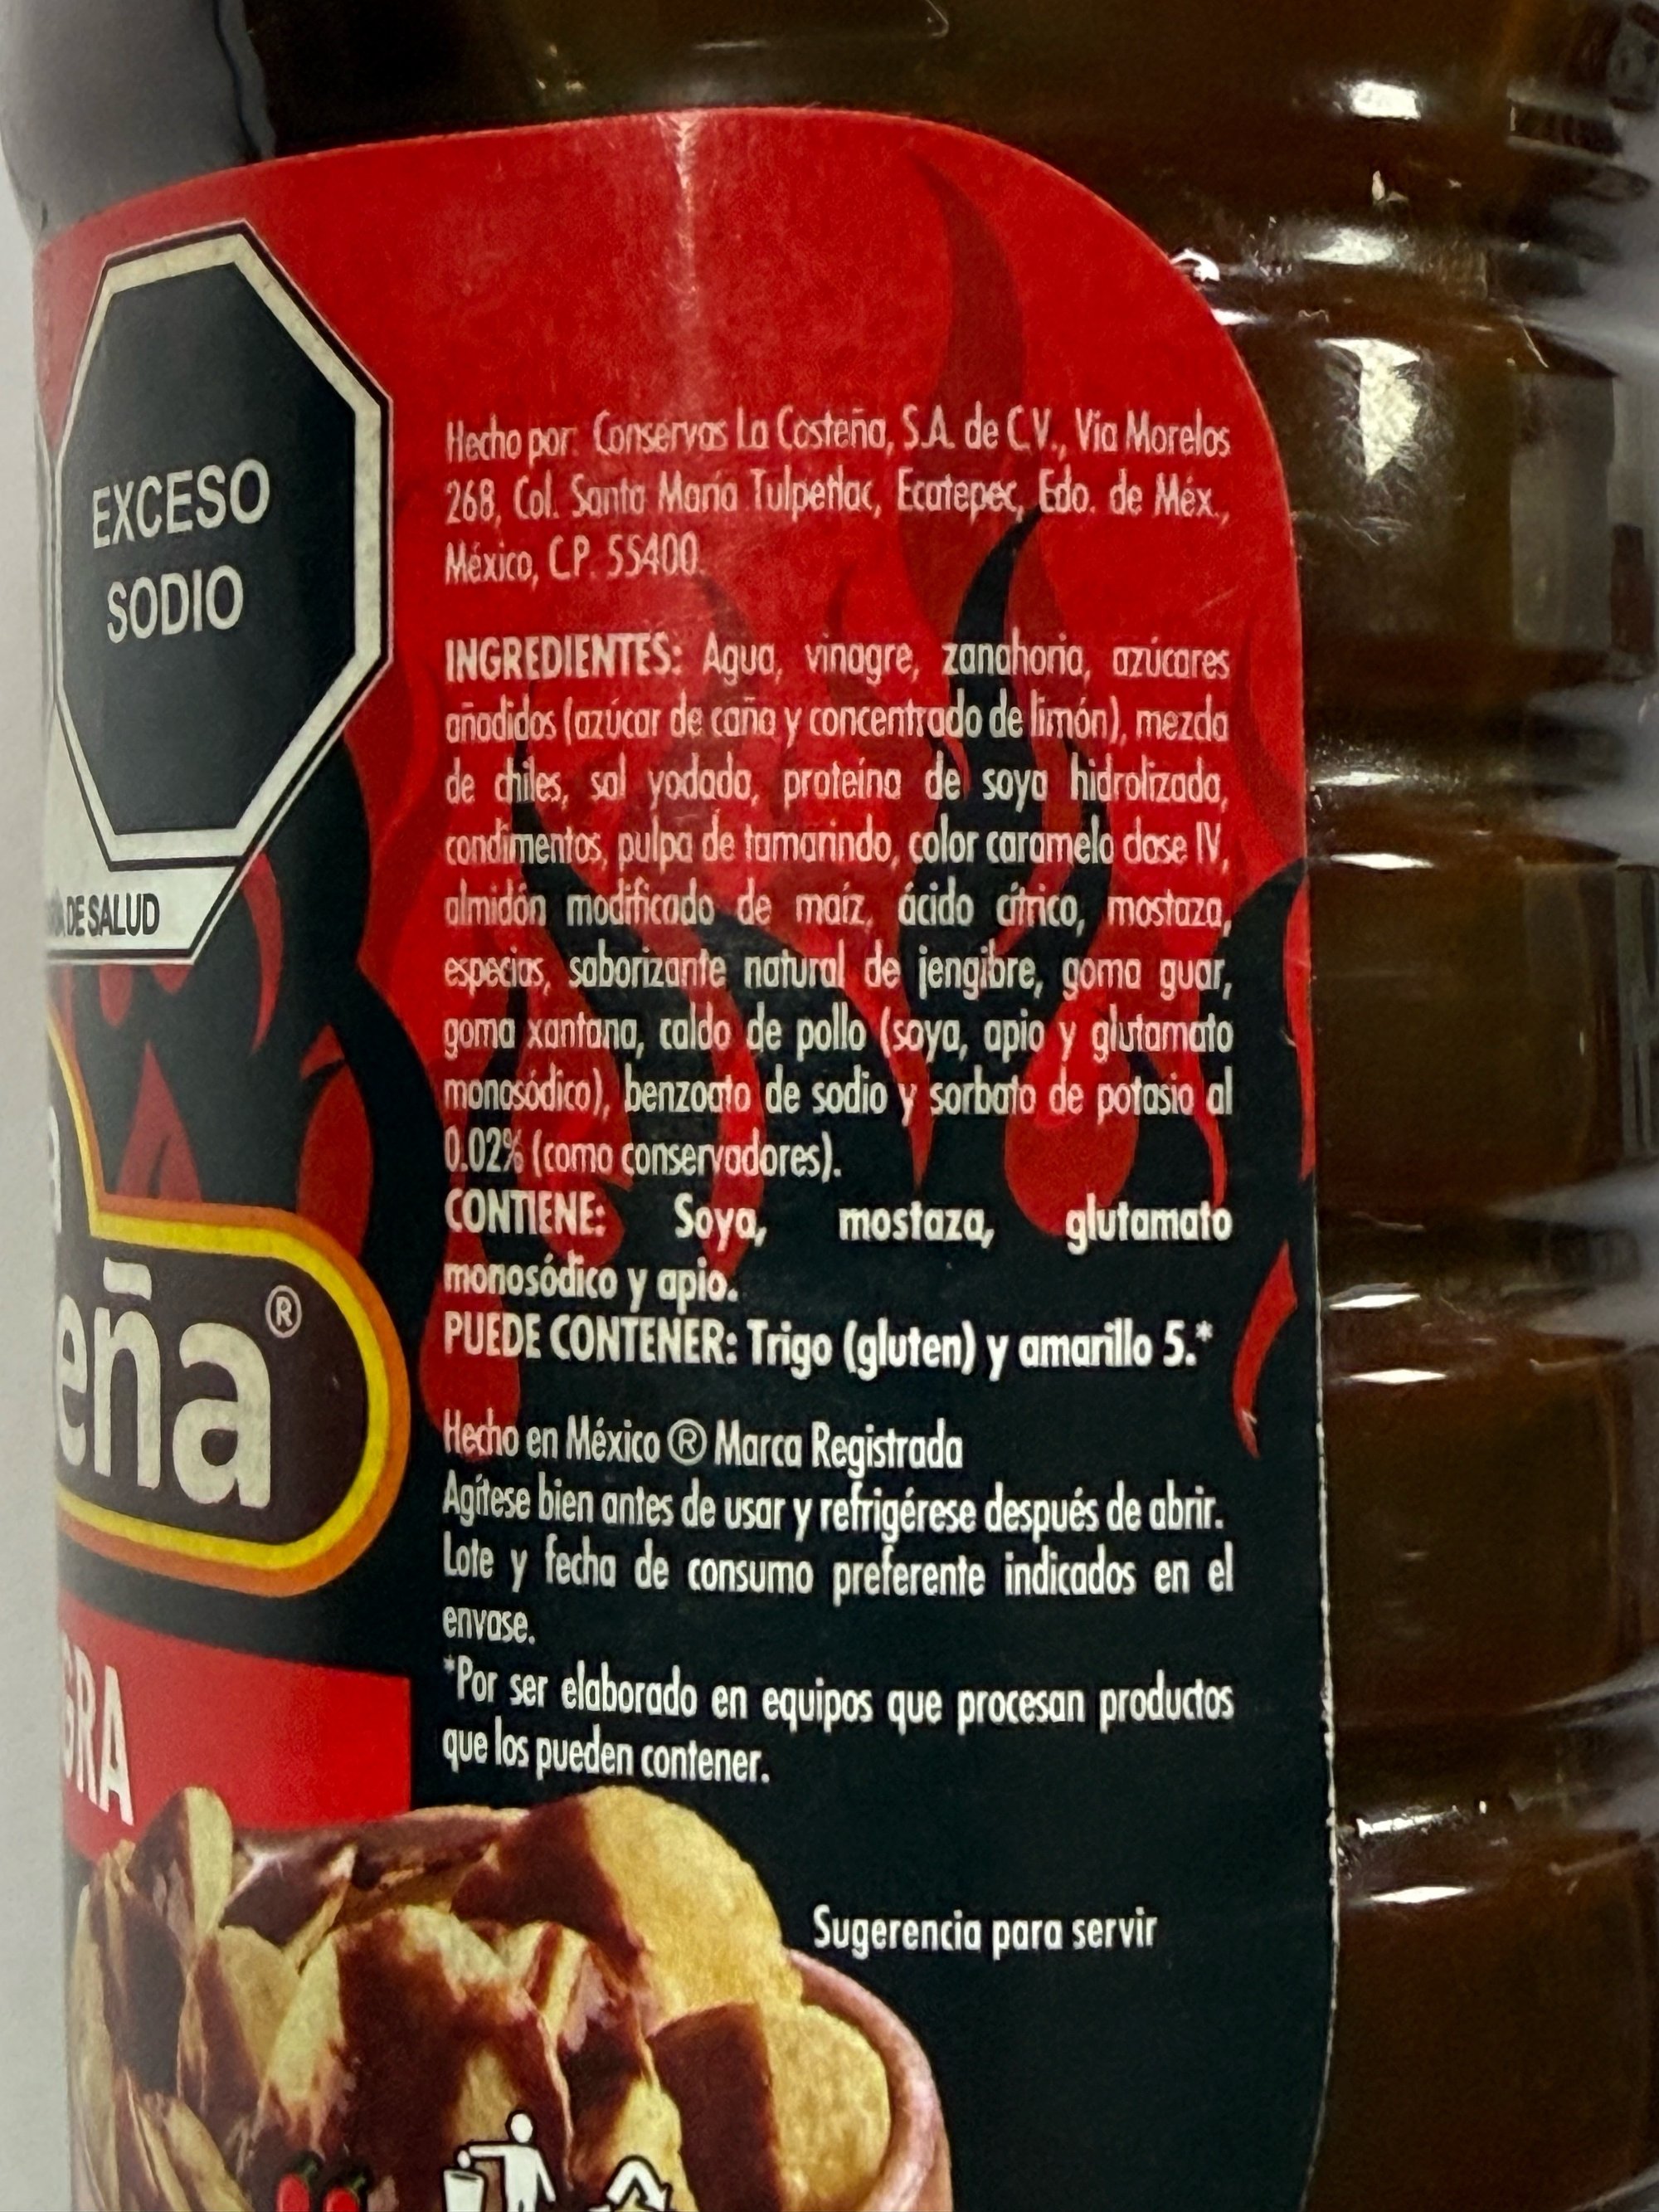 EXCESO
SODIO
DE SALUD
eña®
GRA
Hecho por: Conservas La Costeña, S.A. de C.V., Vía Morelos
268, Col. Santa María Tulpetlac, Ecatepec, Edo. de Méx.,
México, C.P. 55400.
INGREDIENTES: Agua, vinagre, zanahoria, azúcares
añadidos (azúcar de caña y concentrado de limón), mezcla
de chiles, sal yodada, proteína de soya hidrolizada,
condimentos, pulpa de tamarindo, color caramelo clase IV,
almidón modificado de maíz, ácido cítrico, mostaza,
especias, saborizante natural de jengibre, goma guar,
goma xantana, caldo de pollo (soya, apio y glutamato
monosódico), benzoato de sodio y sorbato de potasio al
0.02% (como conservadores).
CONTIENE: Soya, mostaza, glutamato
monosódico y apio.
PUEDE CONTENER: Trigo (gluten) y amarillo 5.*
Hecho en México ® Marca Registrada
Agítese bien antes de usar y refrigérese después de abrir.
Lote y fecha de consumo preferente indicados en el
envase.
*Por ser elaborado en equipos que procesan productos
que los pueden contener.
Sugerencia para servir